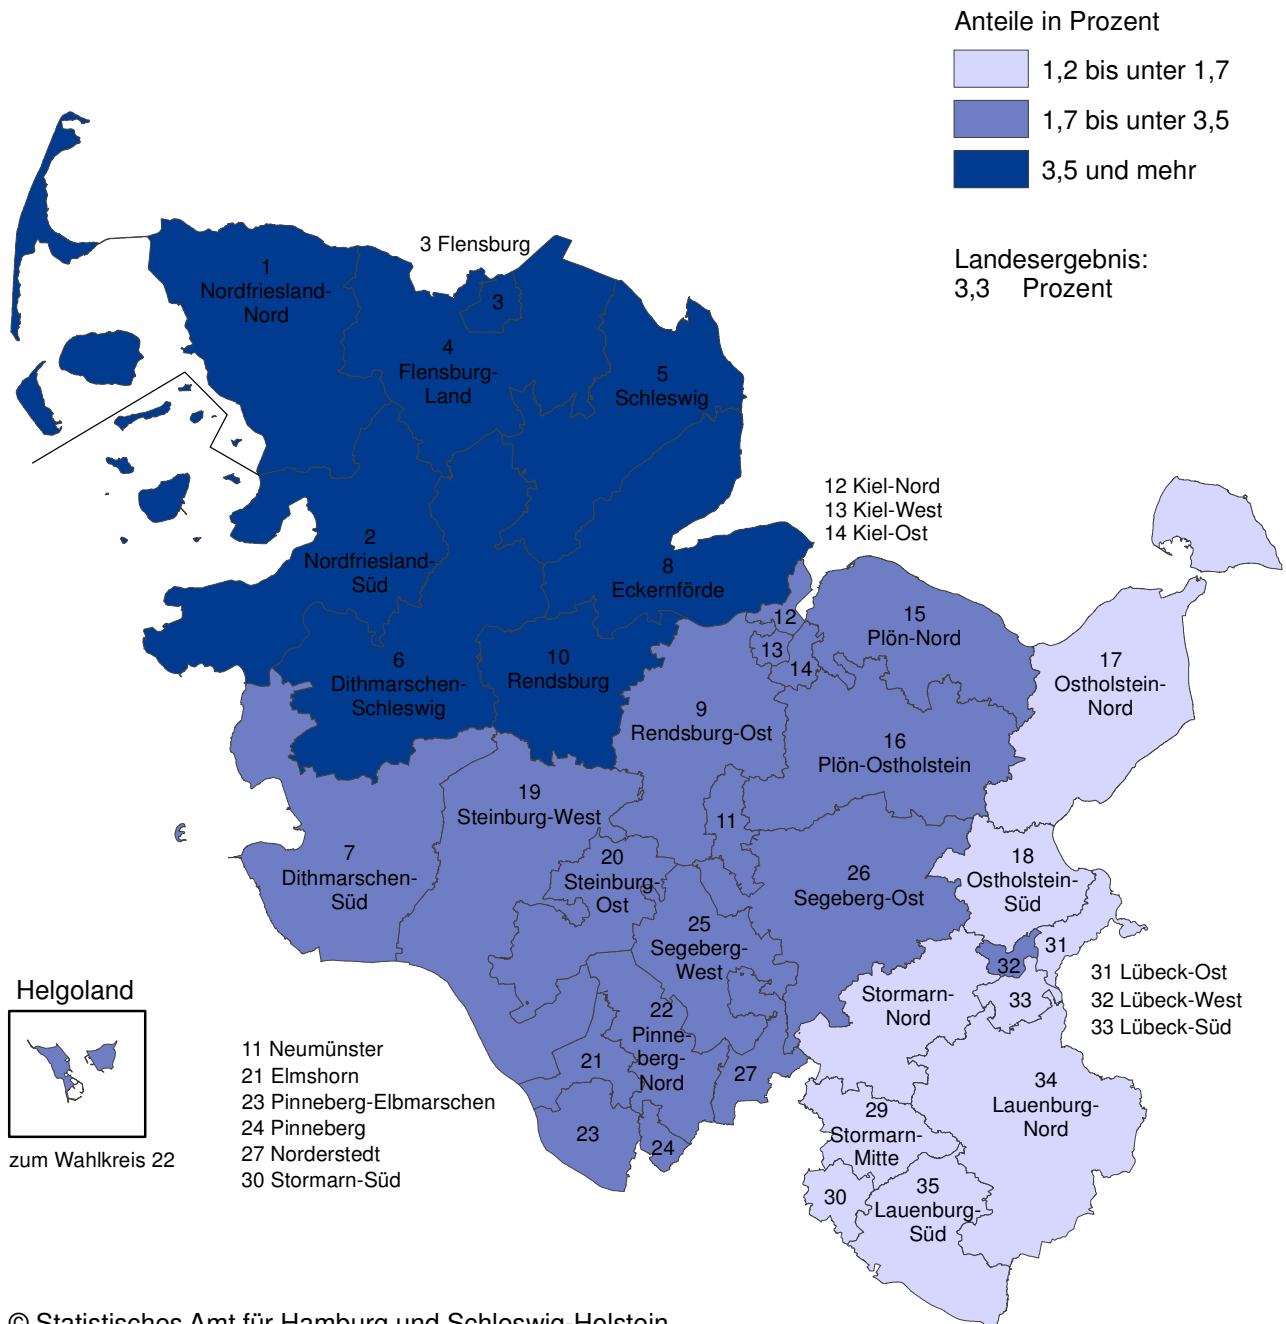 Anteile in Prozent
1,2 bis unter 1,7
1,7 bis unter 3,5
3,5 und mehr
Landesergebnis:
3,3 Prozent
3 Flensburg
1
Nordfriesland-
Nord
3
4
Flensburg-
Land
5
Schleswig
12 Kiel-Nord
13 Kiel-West
14 Kiel-Ost
2
Nordfriesland-
Süd
8
Eckernförde
12
13
14
15
Plön-Nord
17
Ostholstein-
Nord
6
Dithmarschen-
Schleswig
10
Rendsburg
9
Rendsburg-Ost
16
Plön-Ostholstein
19
Steinburg-West
11
7
Dithmarschen-
Süd
20
Steinburg-
Ost
26
Segeberg-Ost
18
Ostholstein-
Süd
25
Segeberg-
West
31
32
33
31 Lübeck-Ost
32 Lübeck-West
33 Lübeck-Süd
Stormarn-
Nord
Helgoland
zum Wahlkreis 22
22
Pinne-
berg-
Nord
21
27
23
24
11 Neumünster
21 Elmshorn
23 Pinneberg-Elbmarschen
24 Pinneberg
27 Norderstedt
30 Stormarn-Süd
34
Lauenburg-
Nord
29
Stormarn-
Mitte
30
35
Lauenburg-
Süd
© Statistisches Amt für Hamburg und Schleswig-Holstein